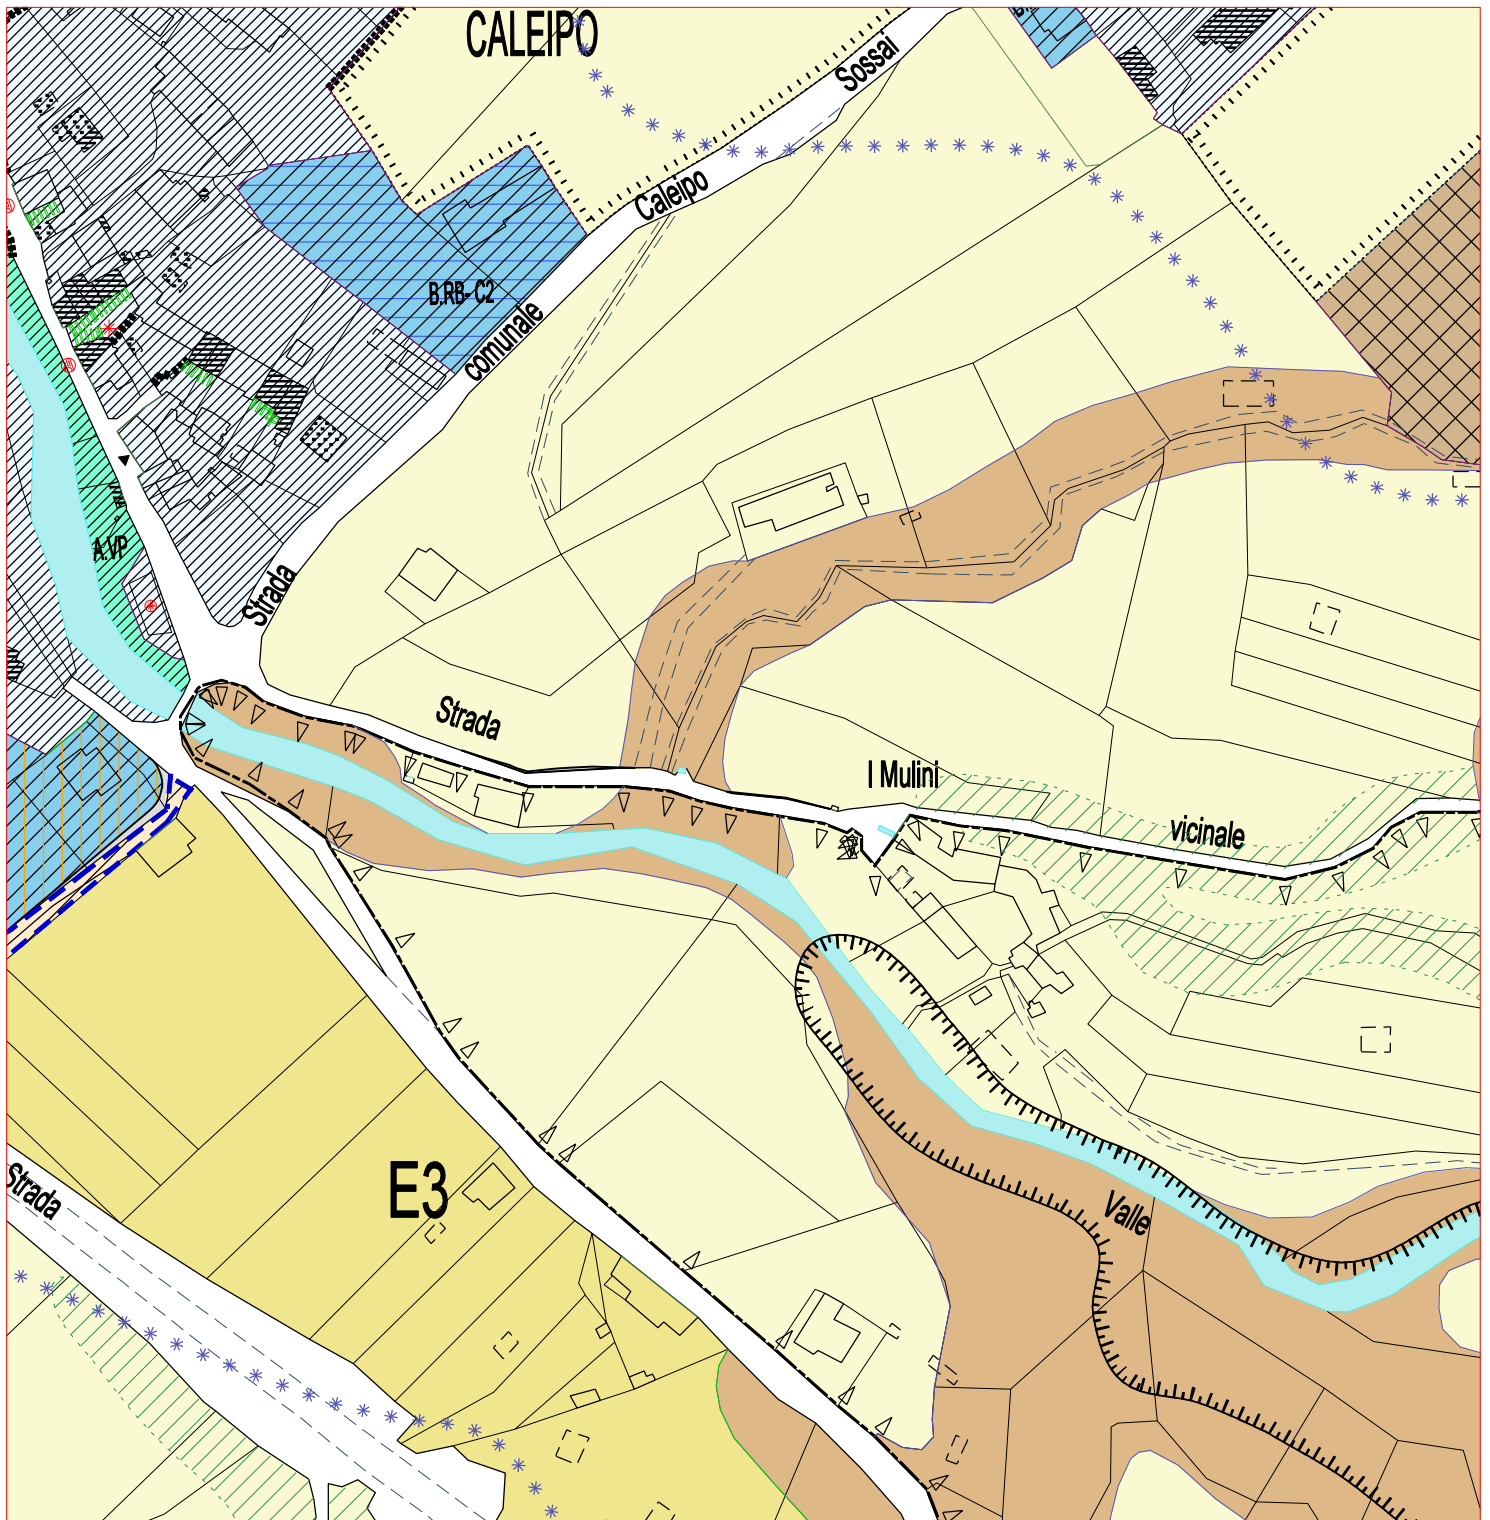 CALEIPO
Sossai
Caleipo
B.RB- C2
comunale
A.VP
Strada
Strada
I Mulini
vicinale
E3
Strada
Valle